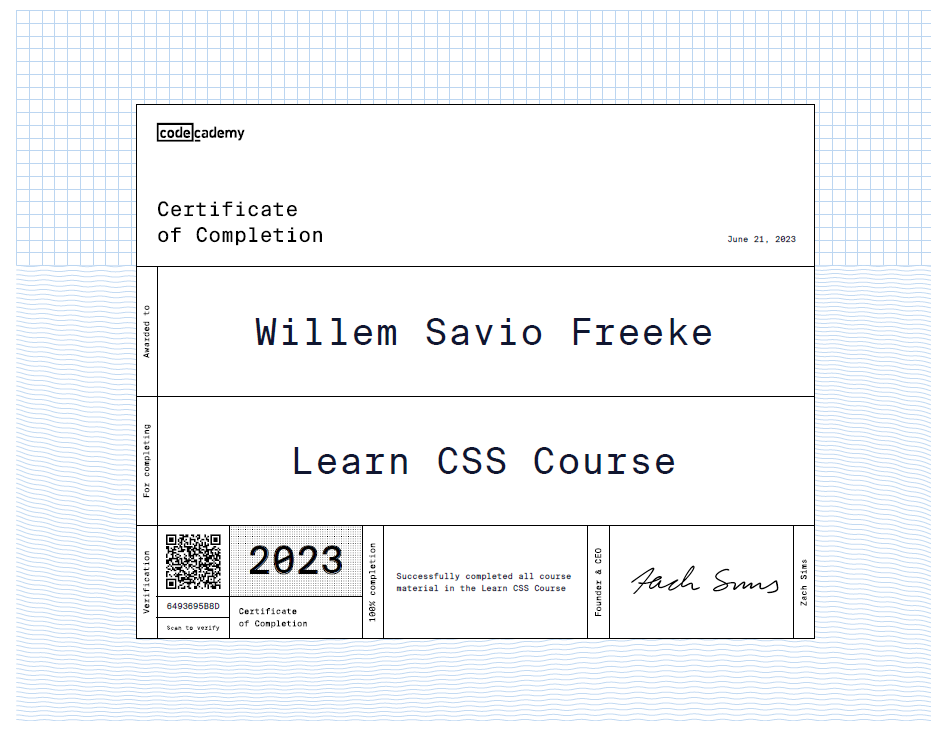 codecademy
Certificate
of Completion
June 21, 2023
Awarded to
Willem Savio Freeke
For completing
Learn CSS Course
Verification
6493695B8D
Scan to verify
2023
Certificate
of Completion
100% completion
Successfully completed all course
material in the Learn CSS Course
Founder & CEO
Zach Sims
Zach Sims